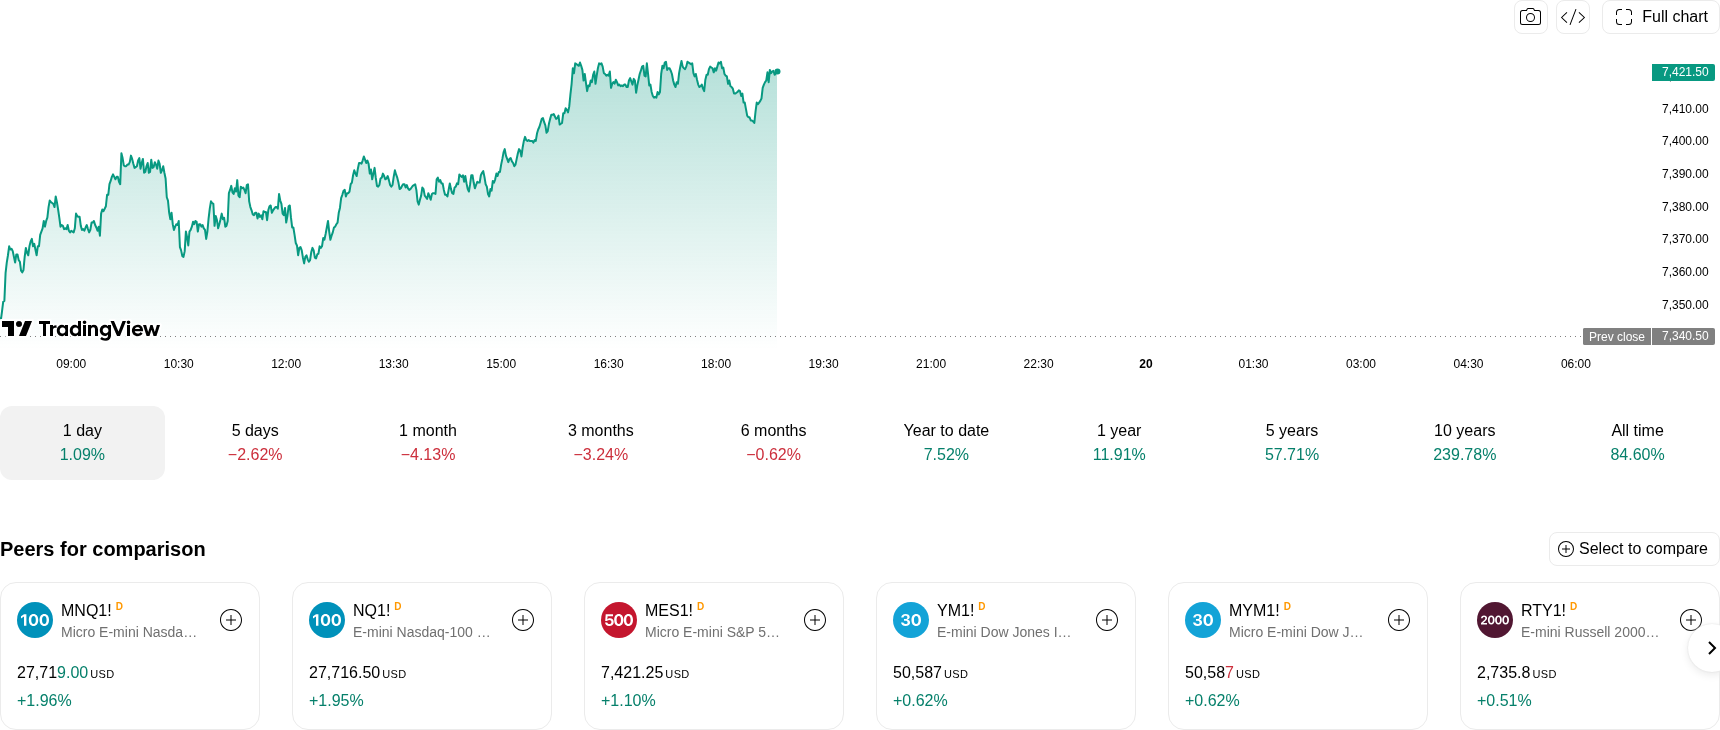 Full chart
7,421.50
7,410.00
7,400.00
7,390.00
7,380.00
7,370.00
7,360.00
7,350.00
Prev close 7,340.50
TradingView
09:00 10:30 12:00 13:30 15:00 16:30 18:00 19:30 21:00 22:30 20 01:30 03:00 04:30 06:00
1 day 5 days 1 month 3 months 6 months Year to date 1 year 5 years 10 years All time
1.09% −2.62% −4.13% −3.24% −0.62% 7.52% 11.91% 57.71% 239.78% 84.60%
Peers for comparison
Select to compare
100 MNQ1! D
Micro E-mini Nasda…
27,719.00 USD
+1.96%
100 NQ1! D
E-mini Nasdaq-100 …
27,716.50 USD
+1.95%
500 MES1! D
Micro E-mini S&P 5…
7,421.25 USD
+1.10%
30 YM1! D
E-mini Dow Jones I…
50,587 USD
+0.62%
30 MYM1! D
Micro E-mini Dow J…
50,587 USD
+0.62%
2000 RTY1! D
E-mini Russell 2000…
2,735.8 USD
+0.51%